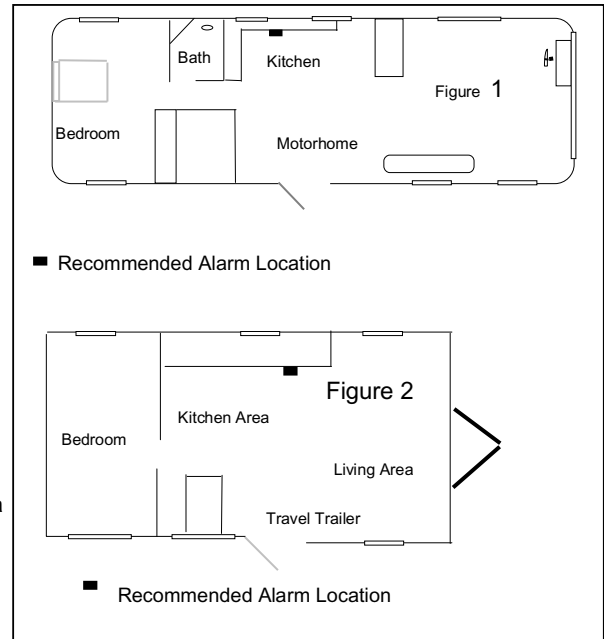 Bath
Kitchen
Figure 1
Bedroom
Motorhome
Recommended Alarm Location
Figure 2
Kitchen Area
Bedroom
Living Area
Travel Trailer
Recommended Alarm Location